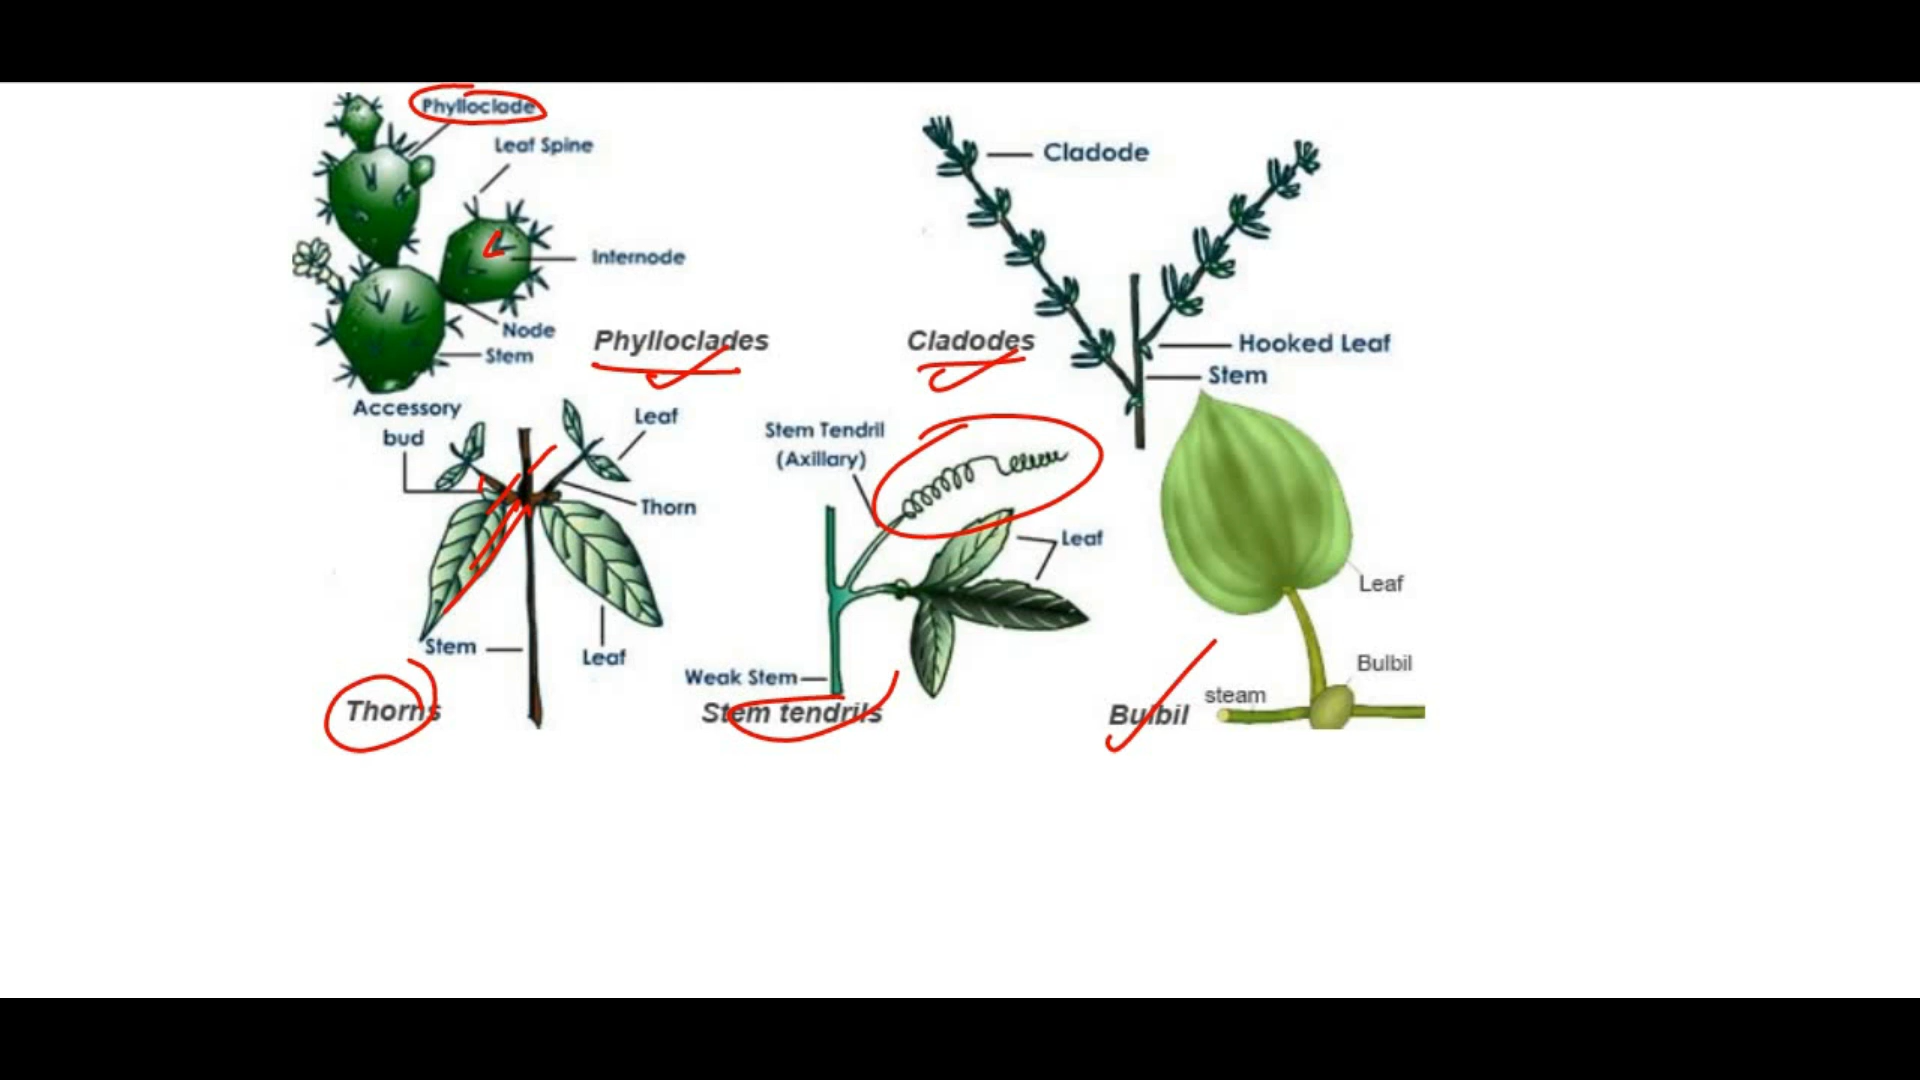 Phylloclade
Leaf Spine
Internode
Node
Stem
Phylloclades
Cladode
Hooked Leaf
Stem
Cladodes
Accessory
bud
Leaf
Thorn
Stem
Leaf
Thorns
Stem Tendril
(Axillary)
Leaf
Weak Stem
Stem tendrils
Leaf
Bulbil
steam
Bulbil